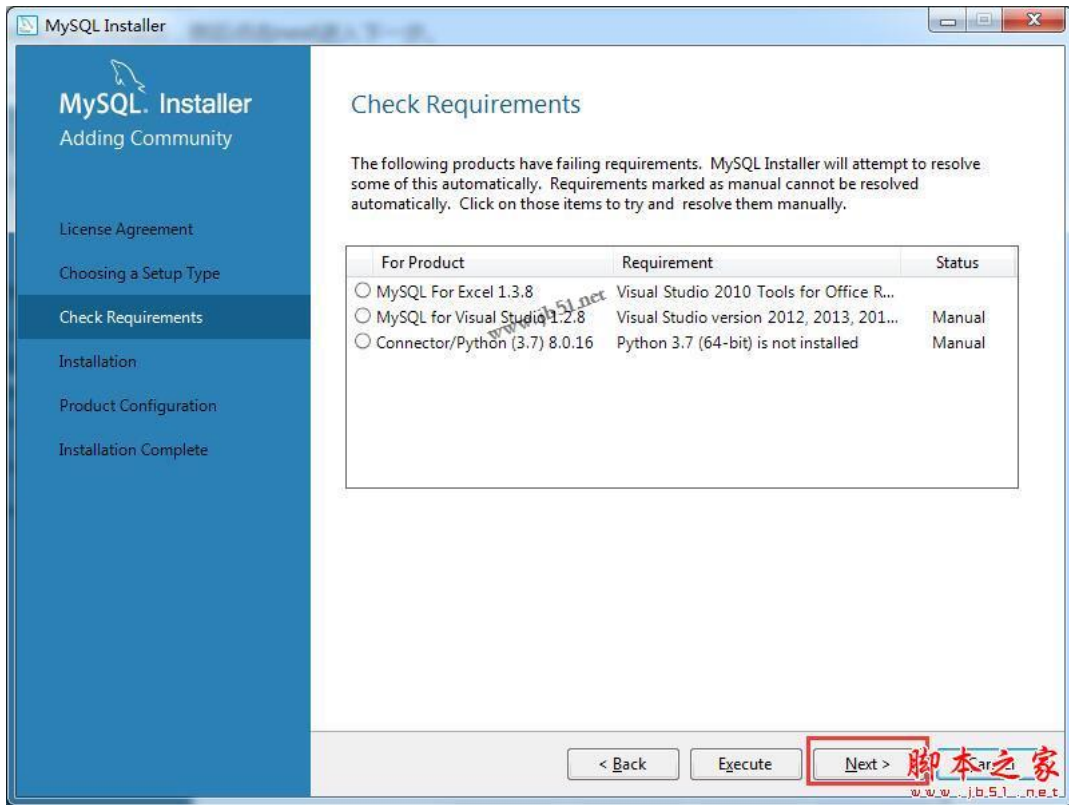 MySQL Installer
MySQL. Installer
Adding Community
License Agreement
Choosing a Setup Type
Check Requirements
Installation
Product Configuration
Installation Complete
Check Requirements
The following products have failing requirements. MySQL Installer will attempt to resolve
some of this automatically. Requirements marked as manual cannot be resolved
automatically. Click on those items to try and resolve them manually.
For Product Requirement Status
MySQL For Excel 1.3.8 Visual Studio 2010 Tools for Office R...
MySQL for Visual Studio 1.2.8 Visual Studio version 2012, 2013, 201... Manual
Connector/Python (3.7) 8.0.16 Python 3.7 (64-bit) is not installed Manual
www.jb51.net
< Back Execute Next >
脚本之家
www.jb51.net